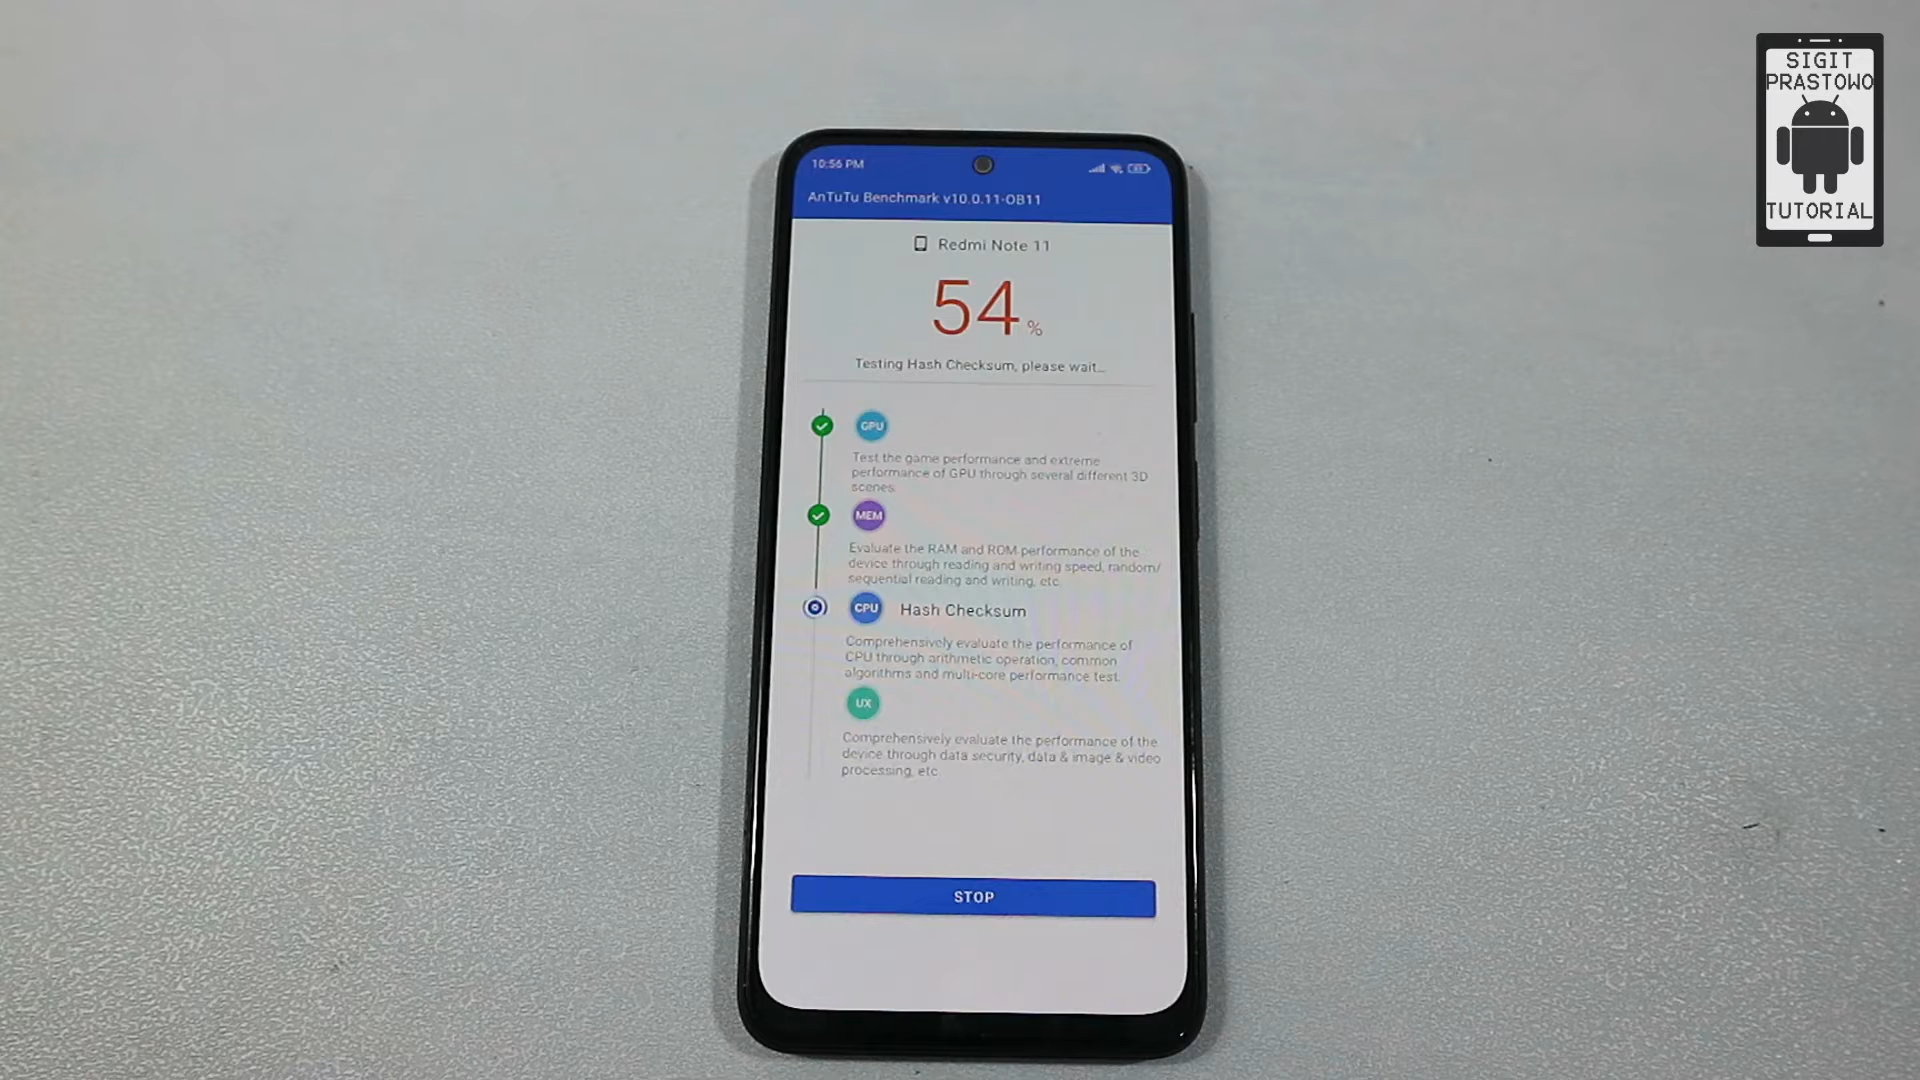 SIGIT
PRASTOWO
TUTORIAL
10:56 PM
AnTuTu Benchmark v10.0.11-OB11
Redmi Note 11
54%
Testing Hash Checksum, please wait...
GPU
Test the game performance and extreme
performance of GPU through several different 3D
scenes.
MEM
Evaluate the RAM and ROM performance of the
device through reading and writing speed, random/
sequential reading and writing, etc.
CPU Hash Checksum
Comprehensively evaluate the performance of
CPU through arithmetic operation, common
algorithms and multi-core performance test.
UX
Comprehensively evaluate the performance of the
device through data security, data & image & video
processing, etc.
STOP